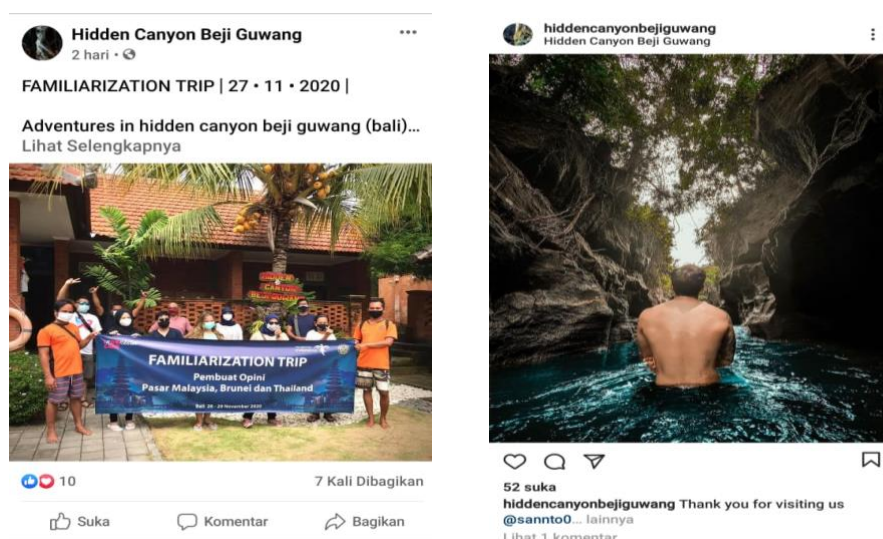 Hidden Canyon Beji Guwang
2 hari
FAMILIARIZATION TRIP | 27 • 11 • 2020 |
Adventures in hidden canyon beji guwang (bali)...
Lihat Selengkapnya
FAMILIARIZATION TRIP
Pembuat Opini
Pasar Malaysia, Brunei dan Thailand
10
7 Kali Dibagikan
Suka
Komentar
Bagikan
hiddencanyonbejiguwang
Hidden Canyon Beji Guwang
52 suka
hiddencanyonbejiguwang Thank you for visiting us
@sannto0... lainnya
Lihat 1 komentar